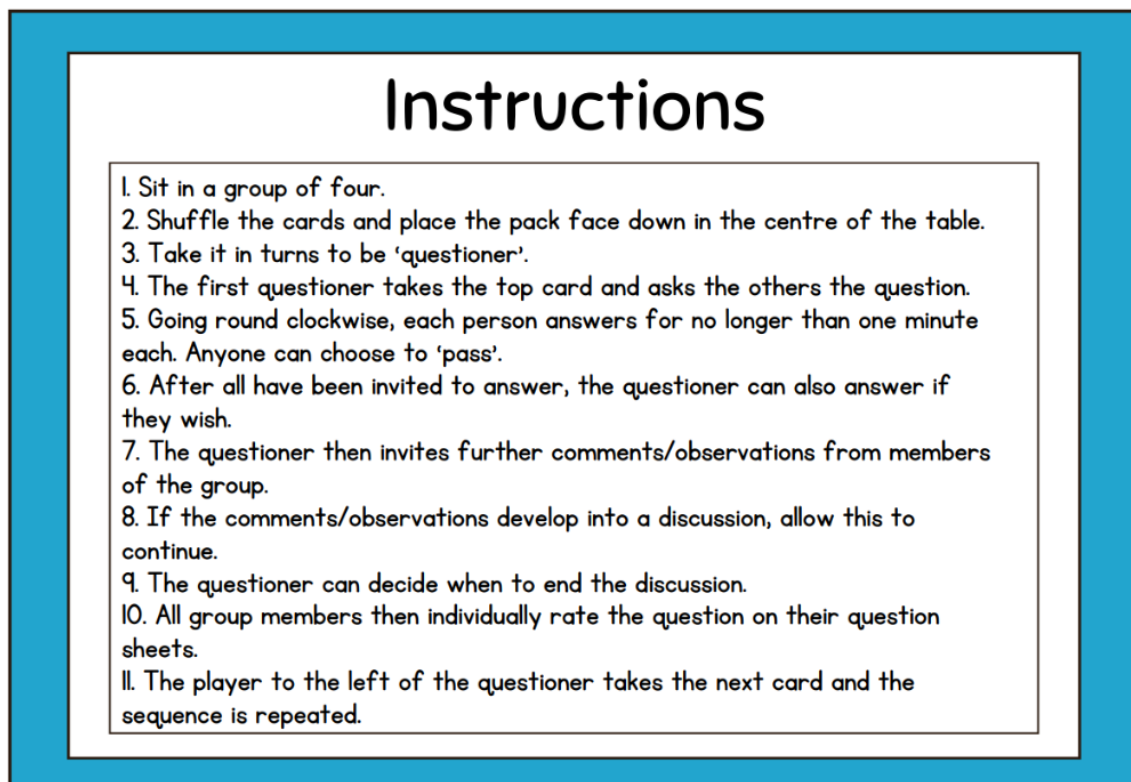 Instructions
1. Sit in a group of four.
2. Shuffle the cards and place the pack face down in the centre of the table.
3. Take it in turns to be ‘questioner’.
4. The first questioner takes the top card and asks the others the question.
5. Going round clockwise, each person answers for no longer than one minute
each. Anyone can choose to ‘pass’.
6. After all have been invited to answer, the questioner can also answer if
they wish.
7. The questioner then invites further comments/observations from members
of the group.
8. If the comments/observations develop into a discussion, allow this to
continue.
9. The questioner can decide when to end the discussion.
10. All group members then individually rate the question on their question
sheets.
11. The player to the left of the questioner takes the next card and the
sequence is repeated.